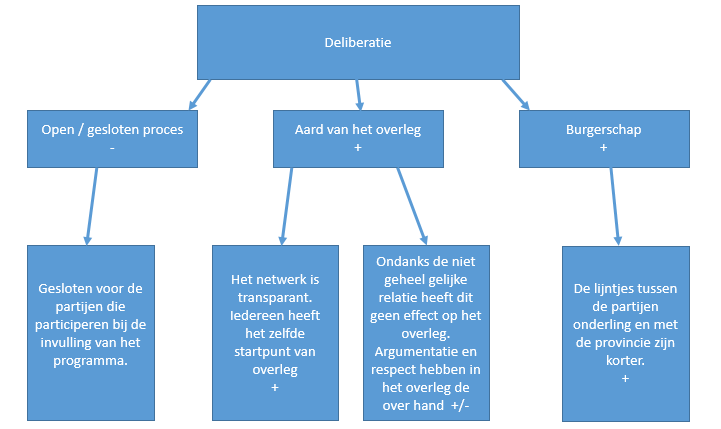 Deliberatie
Open / gesloten proces
-
Aard van het overleg
+
Burgerschap
+
Gesloten voor de
partijen die
participeren bij de
invulling van het
programma.
Het netwerk is
transparant.
Iedereen heeft
het zelfde
startpunt van
overleg
+
Ondanks de niet
geheel gelijke
relatie heeft dit
geen effect op het
overleg.
Argumentatie en
respect hebben in
het overleg de
over hand +/-
De lijntjes tussen
de partijen
onderling en met
de provincie zijn
korter.
+